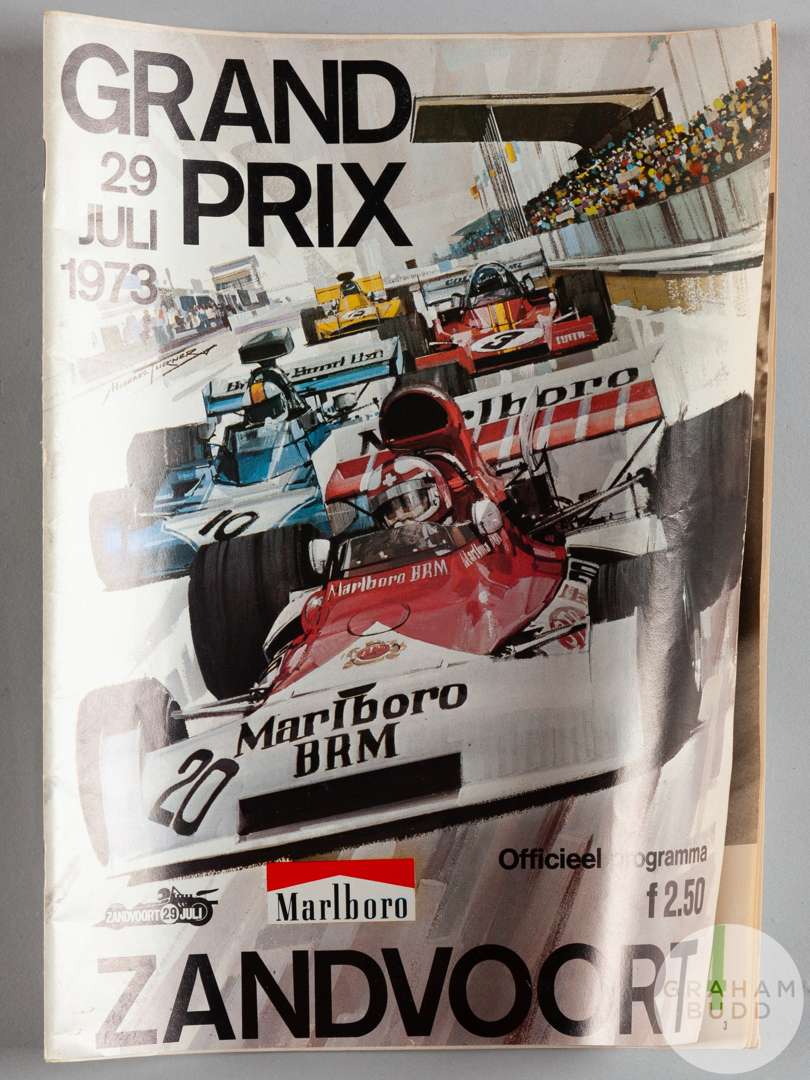 GRAND
PRIX
29
JULI
1973
10
5
Marlboro
Marlboro BRM
Marlboro
BRM
20
Officieel programma
f 2.50
ZANDVOORT 29 JULI
Marlboro
ZANDVOORT
GRAHAM
BUDD